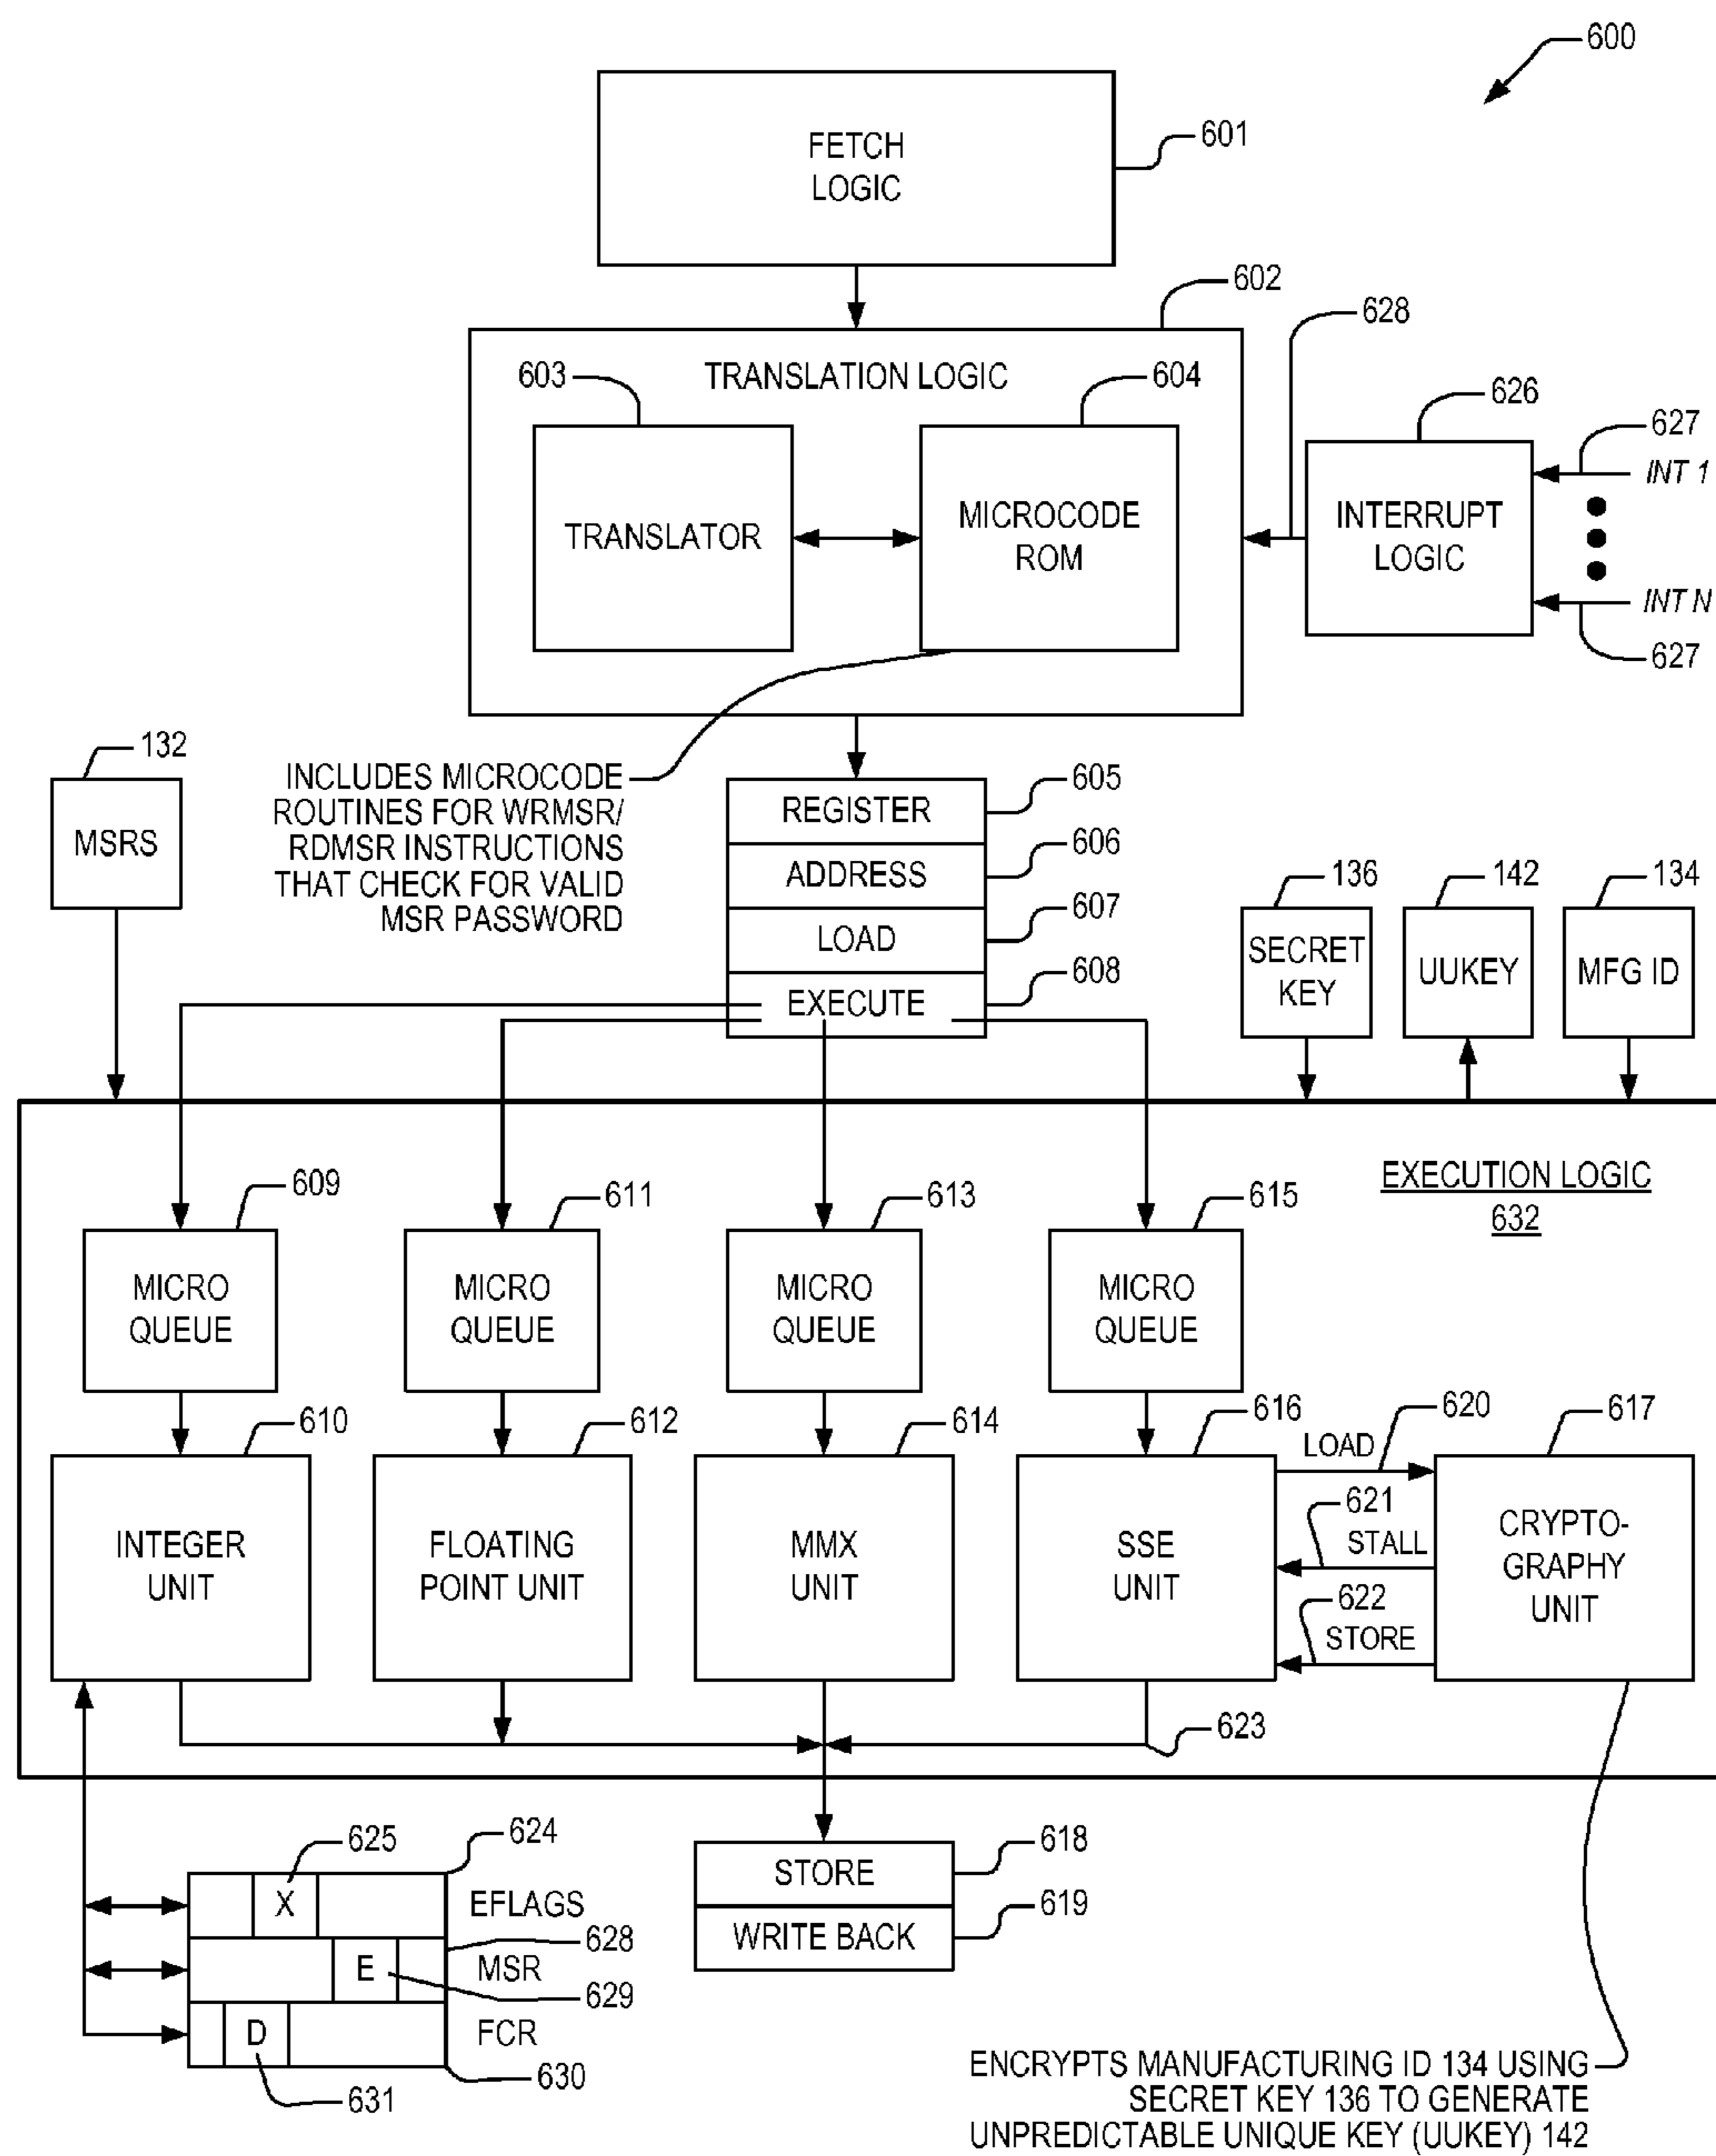 600
FETCH
LOGIC
601
602
628
TRANSLATION LOGIC
603
604
626
627
INT 1
TRANSLATOR
MICROCODE
ROM
INTERRUPT
LOGIC
INT N
627
132
MSRS
INCLUDES MICROCODE
ROUTINES FOR WRMSR/
RDMSR INSTRUCTIONS
THAT CHECK FOR VALID
MSR PASSWORD
REGISTER
605
ADDRESS
606
LOAD
607
EXECUTE
608
136
142
134
SECRET
KEY
UUKEY
MFG ID
EXECUTION LOGIC
632
609
611
613
615
MICRO
QUEUE
MICRO
QUEUE
MICRO
QUEUE
MICRO
QUEUE
610
612
614
616
620
617
INTEGER
UNIT
FLOATING
POINT UNIT
MMX
UNIT
SSE
UNIT
LOAD
621
STALL
622
STORE
CRYPTO-
GRAPHY
UNIT
623
625
624
X
EFLAGS
628
E
MSR
629
D
FCR
630
631
STORE
618
WRITE BACK
619
ENCRYPTS MANUFACTURING ID 134 USING
SECRET KEY 136 TO GENERATE
UNPREDICTABLE UNIQUE KEY (UUKEY) 142